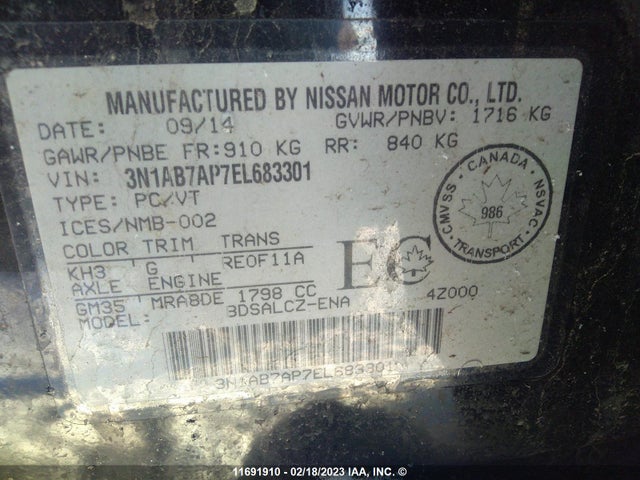 MANUFACTURED BY NISSAN MOTOR CO., LTD.
DATE: 09/14 GVWR/PNBV: 1716 KG
GAWR/PNBE FR: 910 KG RR: 840 KG
VIN: 3N1AB7AP7EL683301
TYPE: PC/VT
ICES/NMB-002
COLOR TRIM TRANS
KH3 G RE0F11A
AXLE ENGINE
GM35 MRA8DE 1798 CC
MODEL: 3DSALCZ-ENA 4Z000
EC
CANADA
CMVSS NSVAC
986
TRANSPORT
3N1AB7AP7EL683301
11691910 - 02/18/2023 IAA, INC. ©